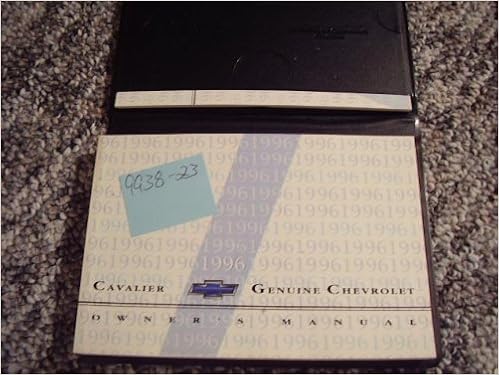 9938-23
1996
CAVALIER GENUINE CHEVROLET
OWNER'S MANUAL